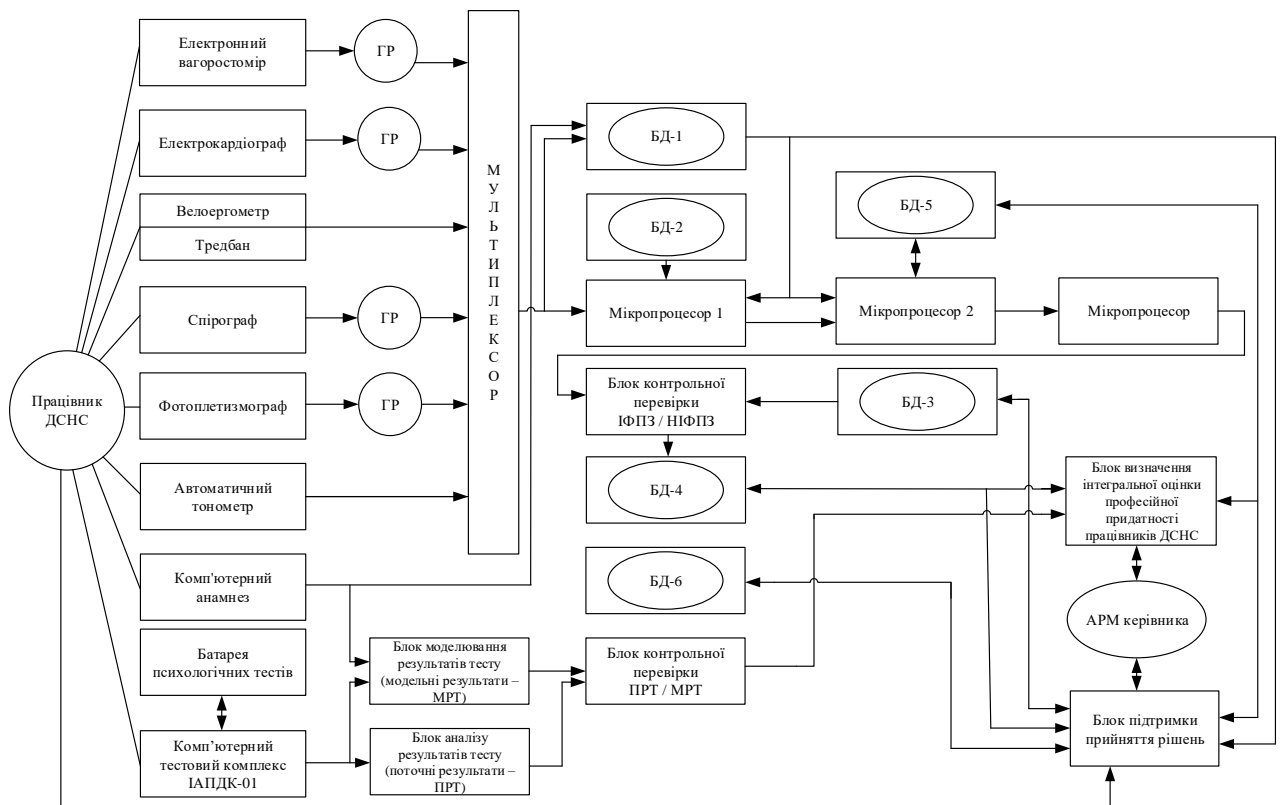 Електронний
вагоростомір
ГР
Електрокардіограф
ГР
Велоергометр
Тредбан
Спірограф
ГР
Фотоплетизмограф
ГР
Автоматичний
тонометр
Працівник
ДСНС
Комп'ютерний
анамнез
Батарея
психологічних тестів
Комп’ютерний
тестовий комплекс
ІАПДК-01
МУЛЬТИПЛЕКСОР
Блок моделювання
результатів тесту
(модельні результати –
МРТ)
Блок аналізу
результатів тесту
(поточні результати –
ПРТ)
БД-1
БД-2
Мікропроцесор 1
БД-5
Мікропроцесор 2
Мікропроцесор
Блок контрольної
перевірки
ІФПЗ / НІФПЗ
БД-3
БД-4
БД-6
Блок контрольної
перевірки
ПРТ / МРТ
Блок визначення
інтегральної оцінки
професійної
придатності
працівників ДСНС
АРМ керівника
Блок підтримки
прийняття рішень